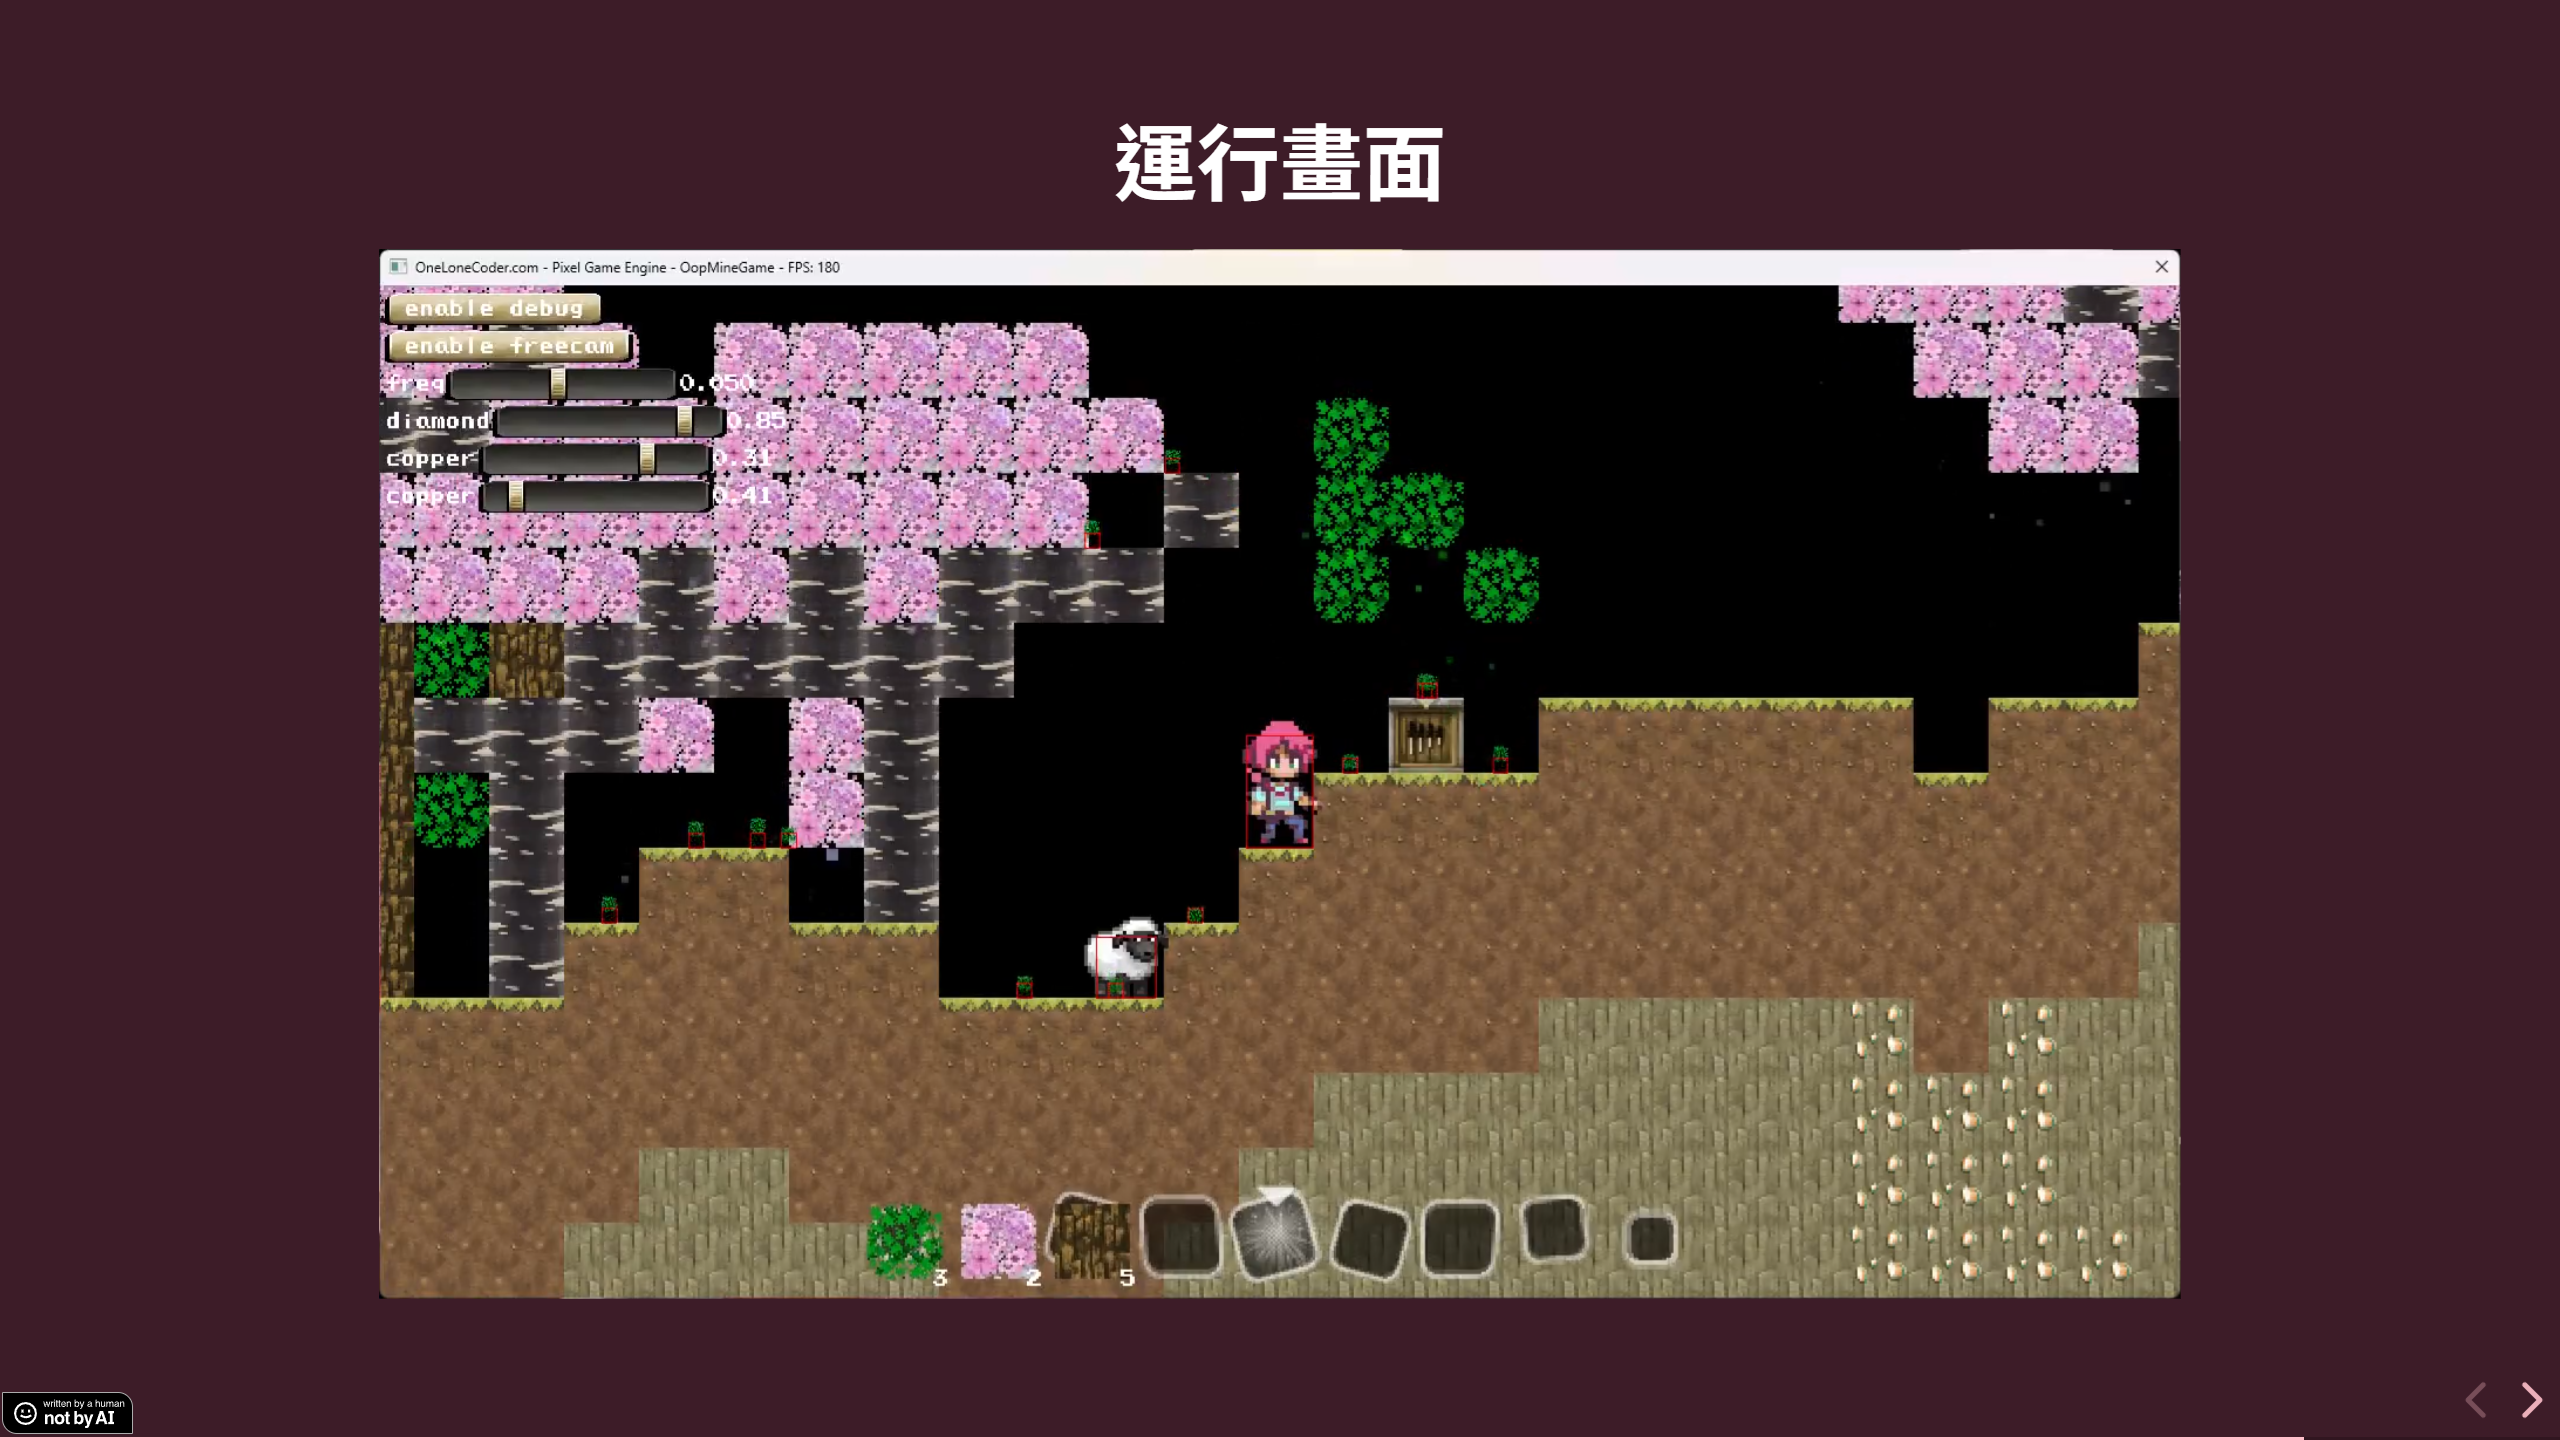 運行畫面
OneLoneCoder.com - Pixel Game Engine - OopMineGame - FPS: 180
enable debug
enable freecam
freq 0.050
diamond 0.85
copper 0.31
copper 0.41
3 2 5
written by a human
not by AI